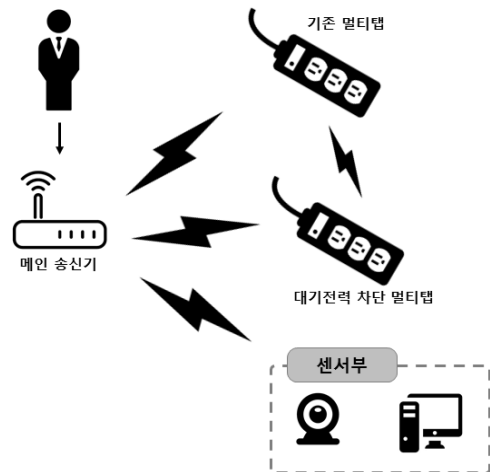 기존 멀티탭
메인 송신기
대기전력 차단 멀티탭
센서부